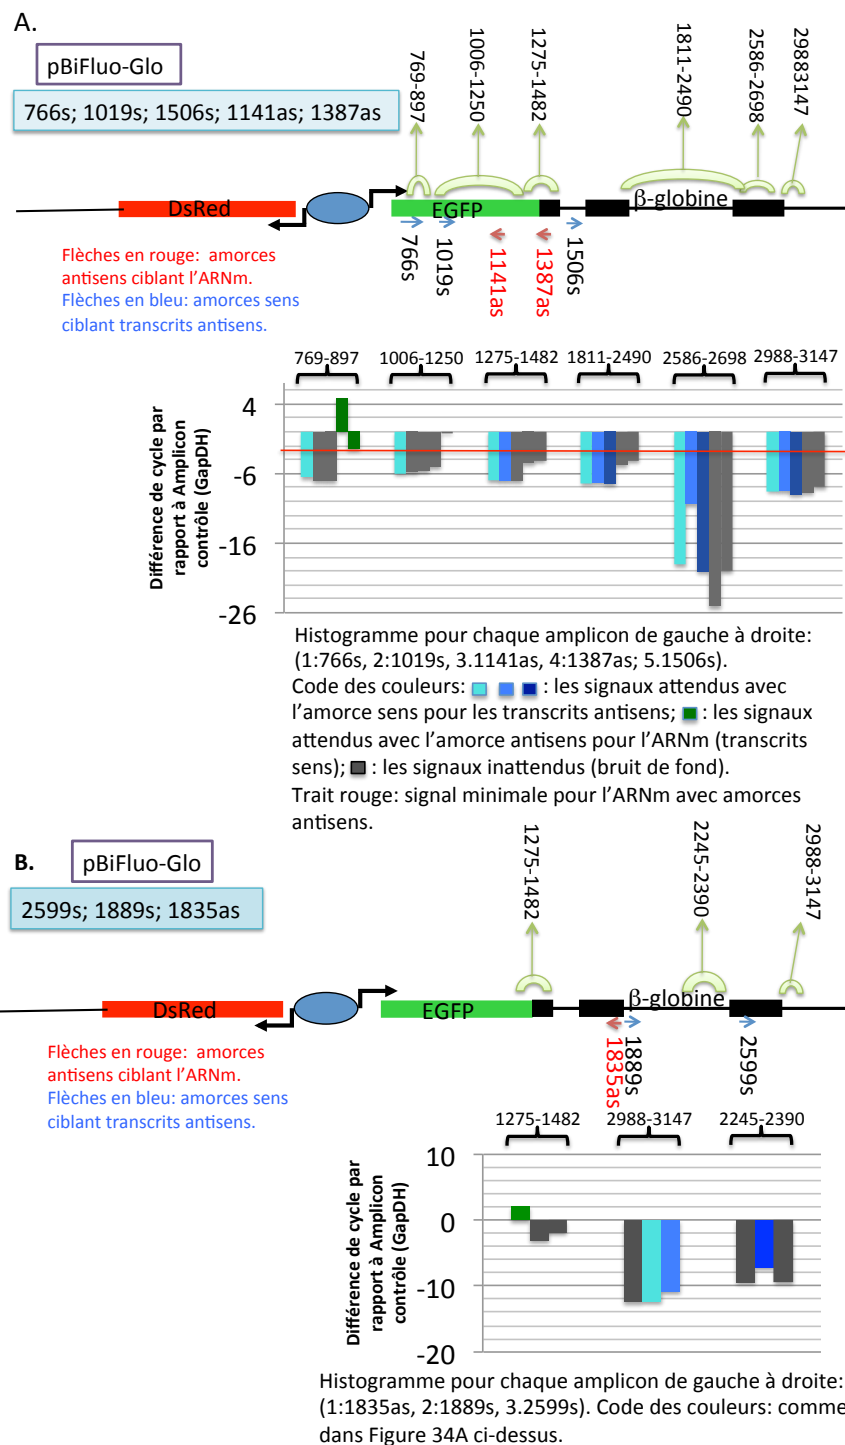 A.
pBiFluo-Glo
766s; 1019s; 1506s; 1141as; 1387as
769-897
1006-1250
1275-1482
1811-2490
2586-2698
29883147
DsRed
EGFP
β-globine
Flèches en rouge: amorces
antisens ciblant l'ARNm.
Flèches en bleu: amorces sens
ciblant transcrits antisens.
766s
1019s
1141as
1387as
1506s
769-897
1006-1250
1275-1482
1811-2490
2586-2698
2988-3147
Différence de cycle par
rapport à Amplicon
contrôle (GapDH)
4
-6
-16
-26
Histogramme pour chaque amplicon de gauche à droite:
(1:766s, 2:1019s, 3.1141as, 4:1387as; 5.1506s).
Code des couleurs: : les signaux attendus avec
l'amorce sens pour les transcrits antisens; : les signaux
attendus avec l'amorce antisens pour l'ARNm (transcrits
sens); : les signaux inattendus (bruit de fond).
Trait rouge: signal minimale pour l'ARNm avec amorces
antisens.
B.
pBiFluo-Glo
2599s; 1889s; 1835as
1275-1482
2245-2390
2988-3147
DsRed
EGFP
β-globine
Flèches en rouge: amorces
antisens ciblant l'ARNm.
Flèches en bleu: amorces sens
ciblant transcrits antisens.
1835as
1889s
2599s
1275-1482
2988-3147
2245-2390
Différence de cycle par
rapport à Amplicon
contrôle (GapDH)
10
0
-10
-20
Histogramme pour chaque amplicon de gauche à droite:
(1:1835as, 2:1889s, 3.2599s). Code des couleurs: comme
dans Figure 34A ci-dessus.